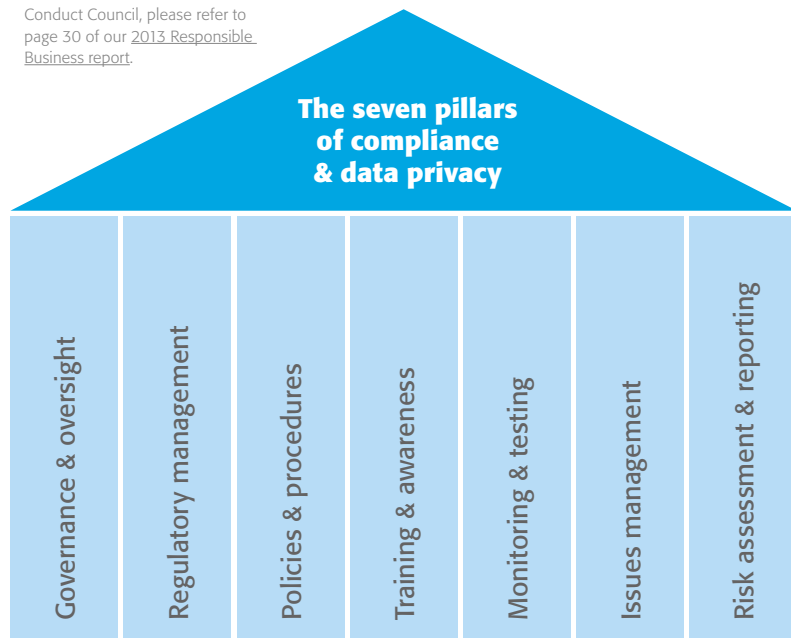 Conduct Council, please refer to
page 30 of our 2013 Responsible
Business report.
The seven pillars
of compliance
& data privacy
Governance & oversight
Regulatory management
Policies & procedures
Training & awareness
Monitoring & testing
Issues management
Risk assessment & reporting